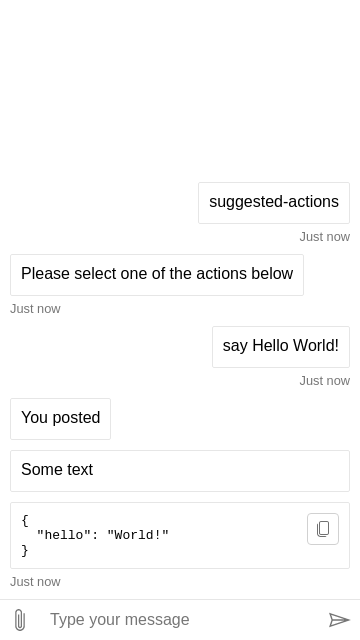 suggested-actions
Just now
Please select one of the actions below
Just now
say Hello World!
Just now
You posted
Some text
{
  "hello": "World!"
}
Just now
Type your message